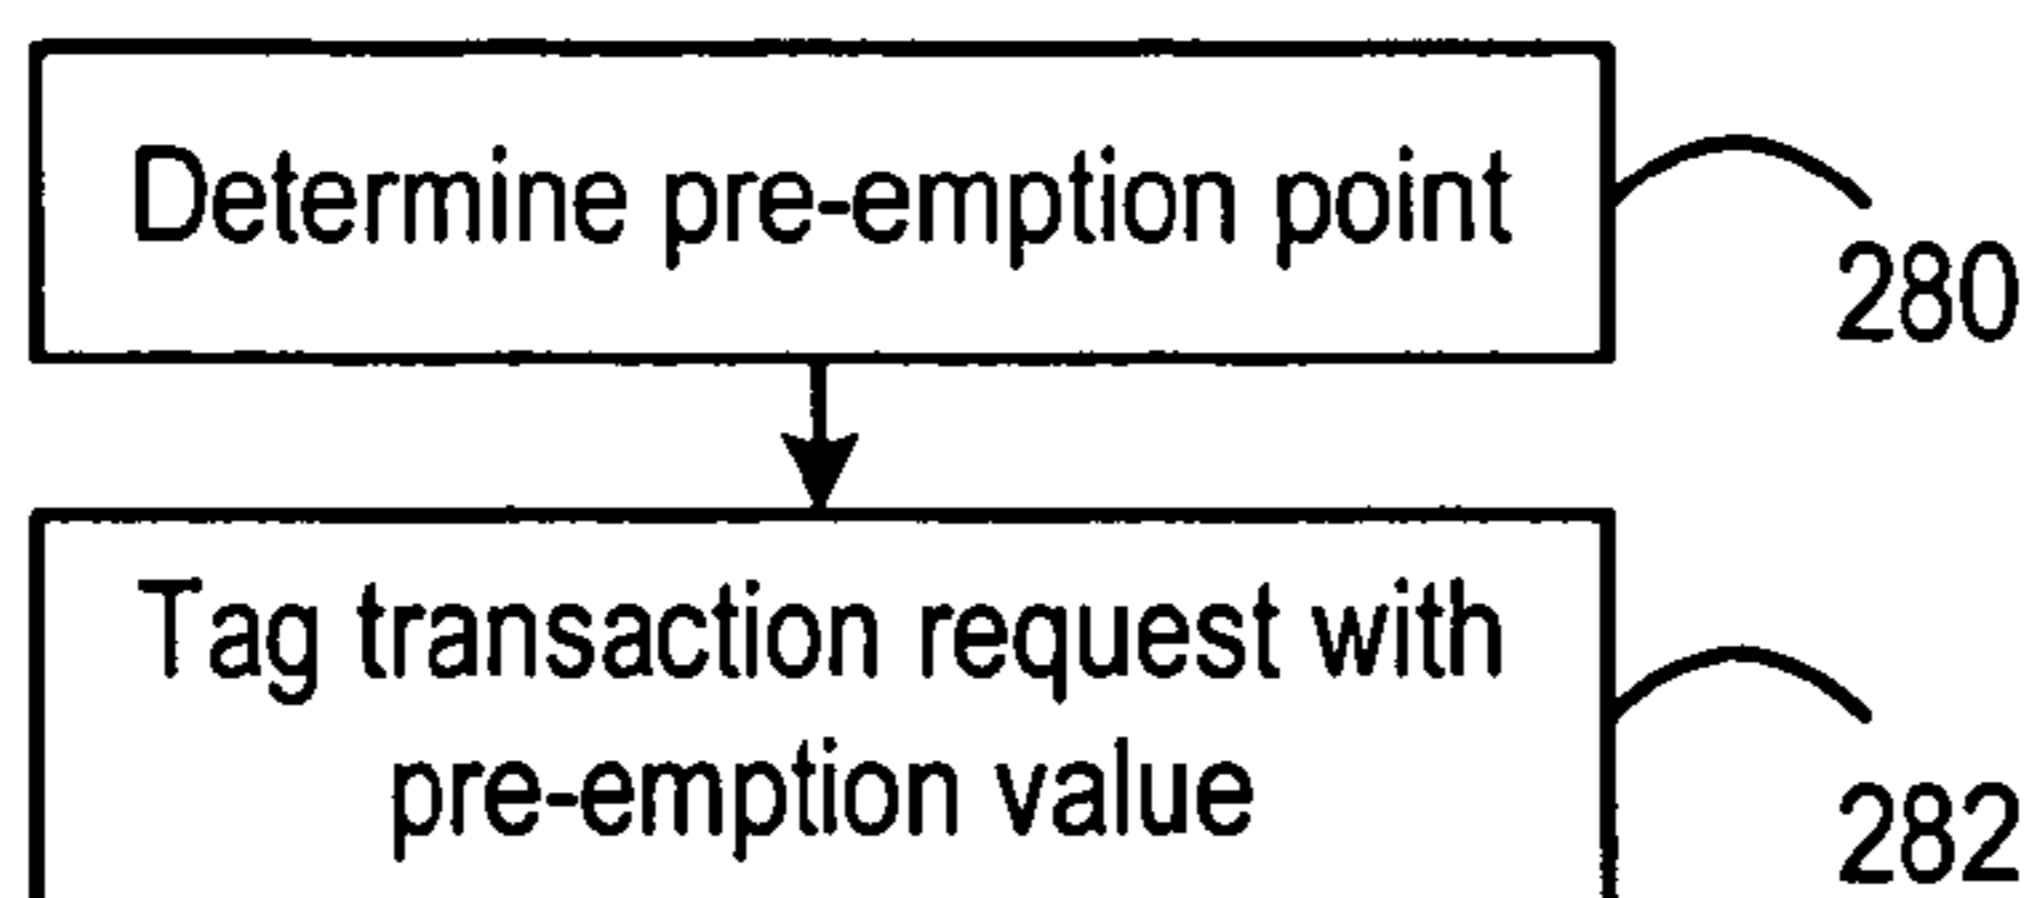 Determine pre-emption point
280
Tag transaction request with
pre-emption value
282